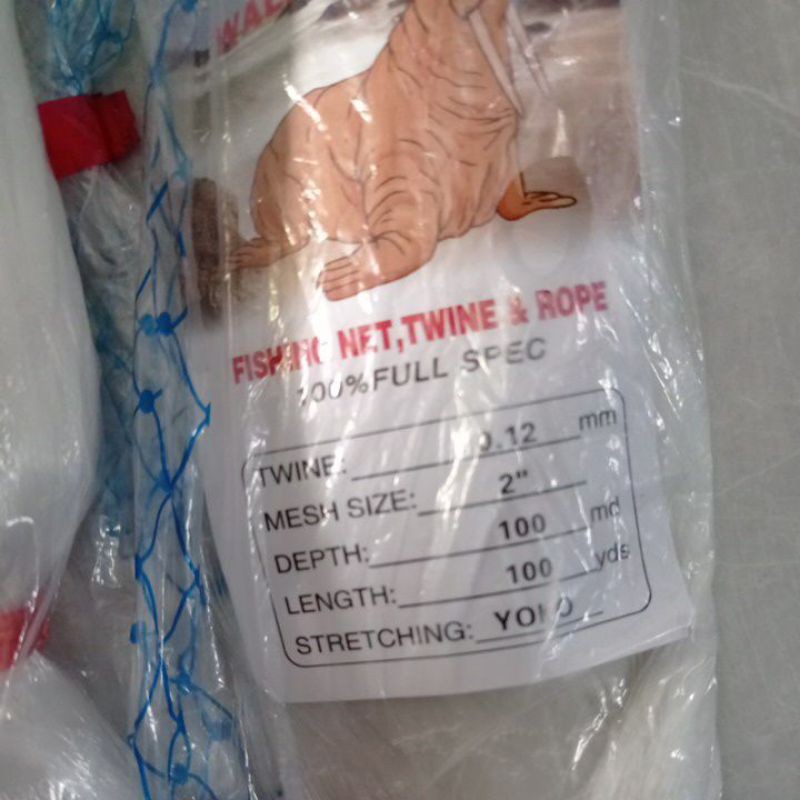 FISHING NET,TWINE & ROPE
100%FULL SPEC
TWINE: 0.12 mm
MESH SIZE: 2"
DEPTH: 100 md
LENGTH: 100 yds
STRETCHING: